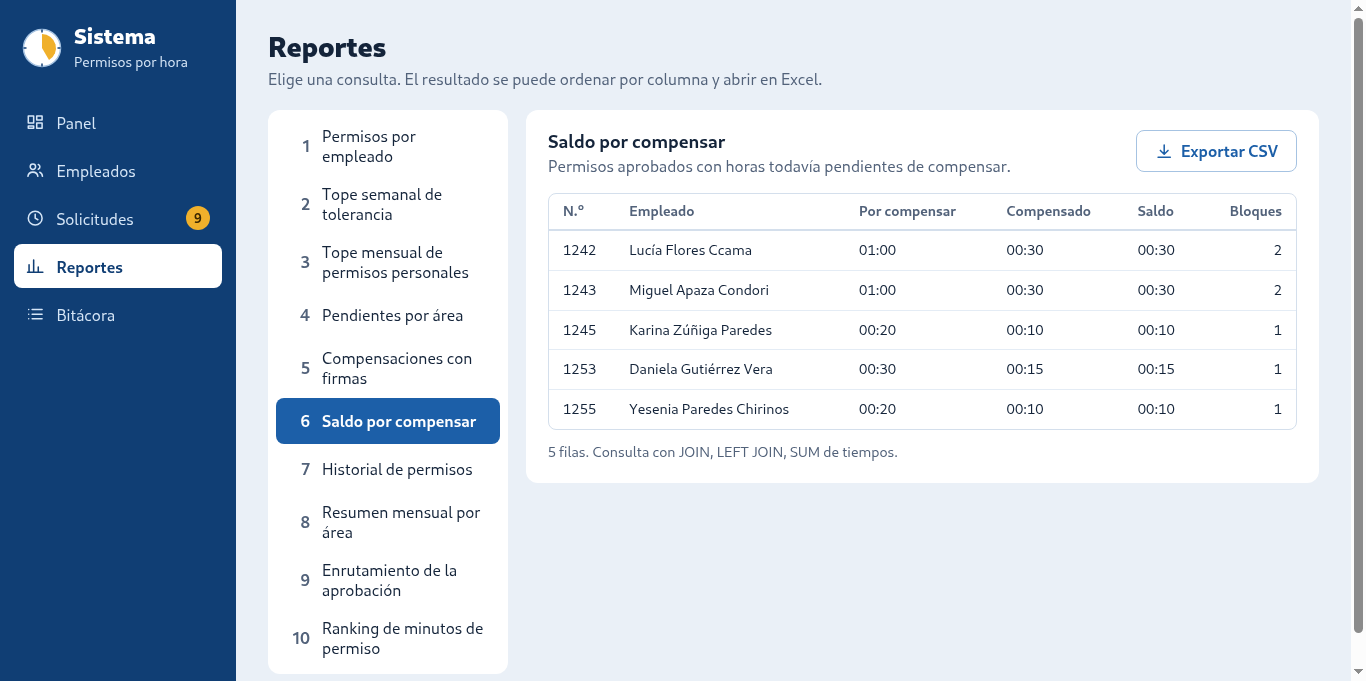 Sistema
Permisos por hora
Panel
Empleados
Solicitudes 9
Reportes
Bitácora
Reportes
Elige una consulta. El resultado se puede ordenar por columna y abrir en Excel.
1 Permisos por
empleado
2 Tope semanal de
tolerancia
3 Tope mensual de
permisos personales
4 Pendientes por área
5 Compensaciones con
firmas
6 Saldo por compensar
7 Historial de permisos
8 Resumen mensual por
área
9 Enrutamiento de la
aprobación
10 Ranking de minutos de
permiso
Saldo por compensar
Permisos aprobados con horas todavía pendientes de compensar.
Exportar CSV
N.º Empleado Por compensar Compensado Saldo Bloques
1242 Lucía Flores Ccama 01:00 00:30 00:30 2
1243 Miguel Apaza Condori 01:00 00:30 00:30 2
1245 Karina Zúñiga Paredes 00:20 00:10 00:10 1
1253 Daniela Gutiérrez Vera 00:30 00:15 00:15 1
1255 Yesenia Paredes Chirinos 00:20 00:10 00:10 1
5 filas. Consulta con JOIN, LEFT JOIN, SUM de tiempos.